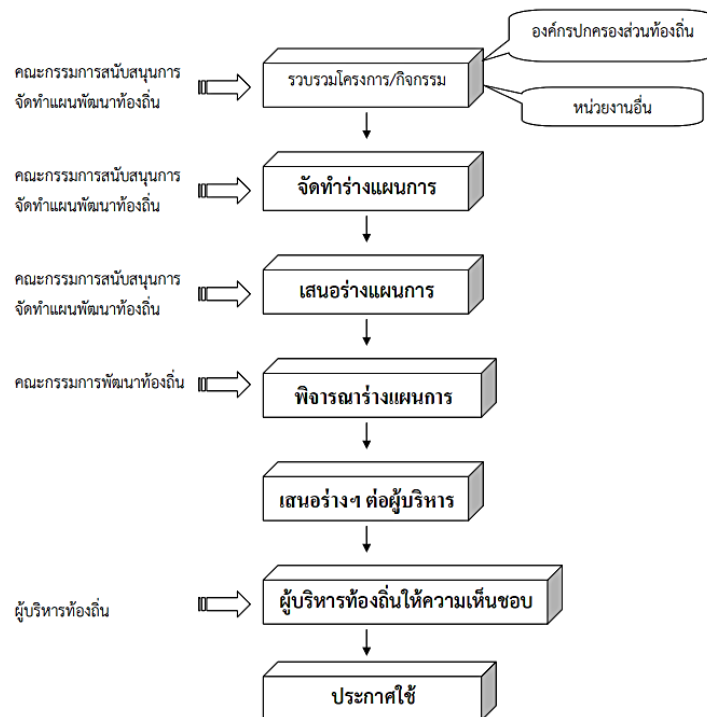 องค์กรปกครองส่วนท้องถิ่น
คณะกรรมการสนับสนุนการ
จัดทำแผนพัฒนาท้องถิ่น
รวบรวมโครงการ/กิจกรรม
หน่วยงานอื่น
คณะกรรมการสนับสนุนการ
จัดทำแผนพัฒนาท้องถิ่น
จัดทำร่างแผนการ
คณะกรรมการสนับสนุนการ
จัดทำแผนพัฒนาท้องถิ่น
เสนอร่างแผนการ
คณะกรรมการพัฒนาท้องถิ่น
พิจารณาร่างแผนการ
เสนอร่างฯ ต่อผู้บริหาร
ผู้บริหารท้องถิ่น
ผู้บริหารท้องถิ่นให้ความเห็นชอบ
ประกาศใช้